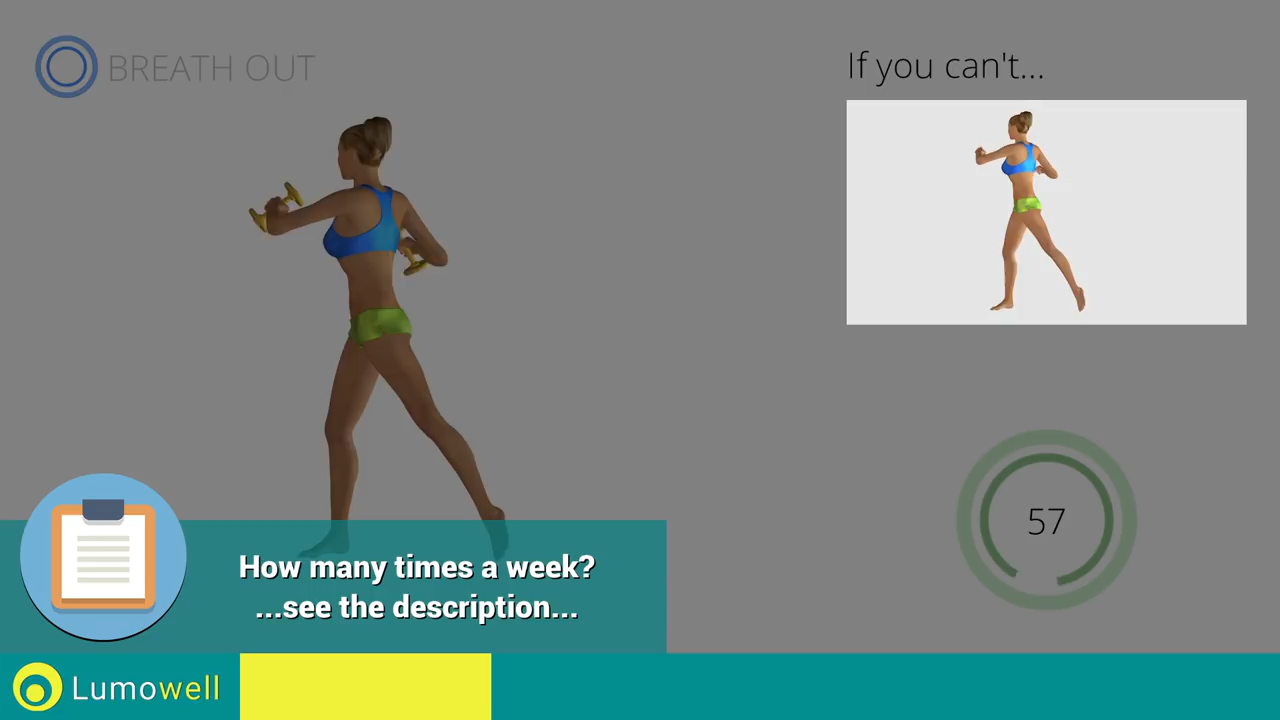 BREATH OUT
If you can't...
57
How many times a week?
...see the description...
Lumowell